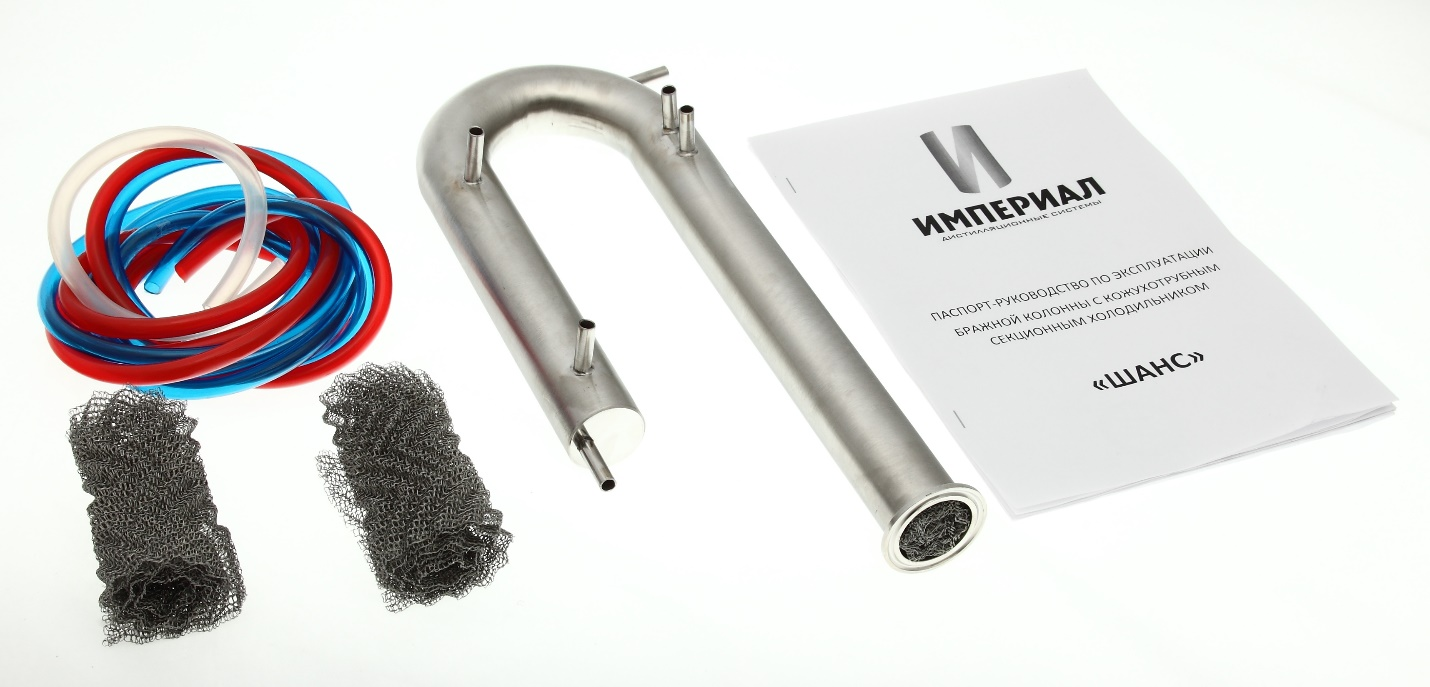 И
ИМПЕРИАЛ
ДИСТИЛЛЯЦИОННЫЕ СИСТЕМЫ
ПАСПОРТ-РУКОВОДСТВО ПО ЭКСПЛУАТАЦИИ
БРАЖНОЙ КОЛОННЫ С КОЖУХОТРУБНЫМ
СЕКЦИОННЫМ ХОЛОДИЛЬНИКОМ
«ШАНС»